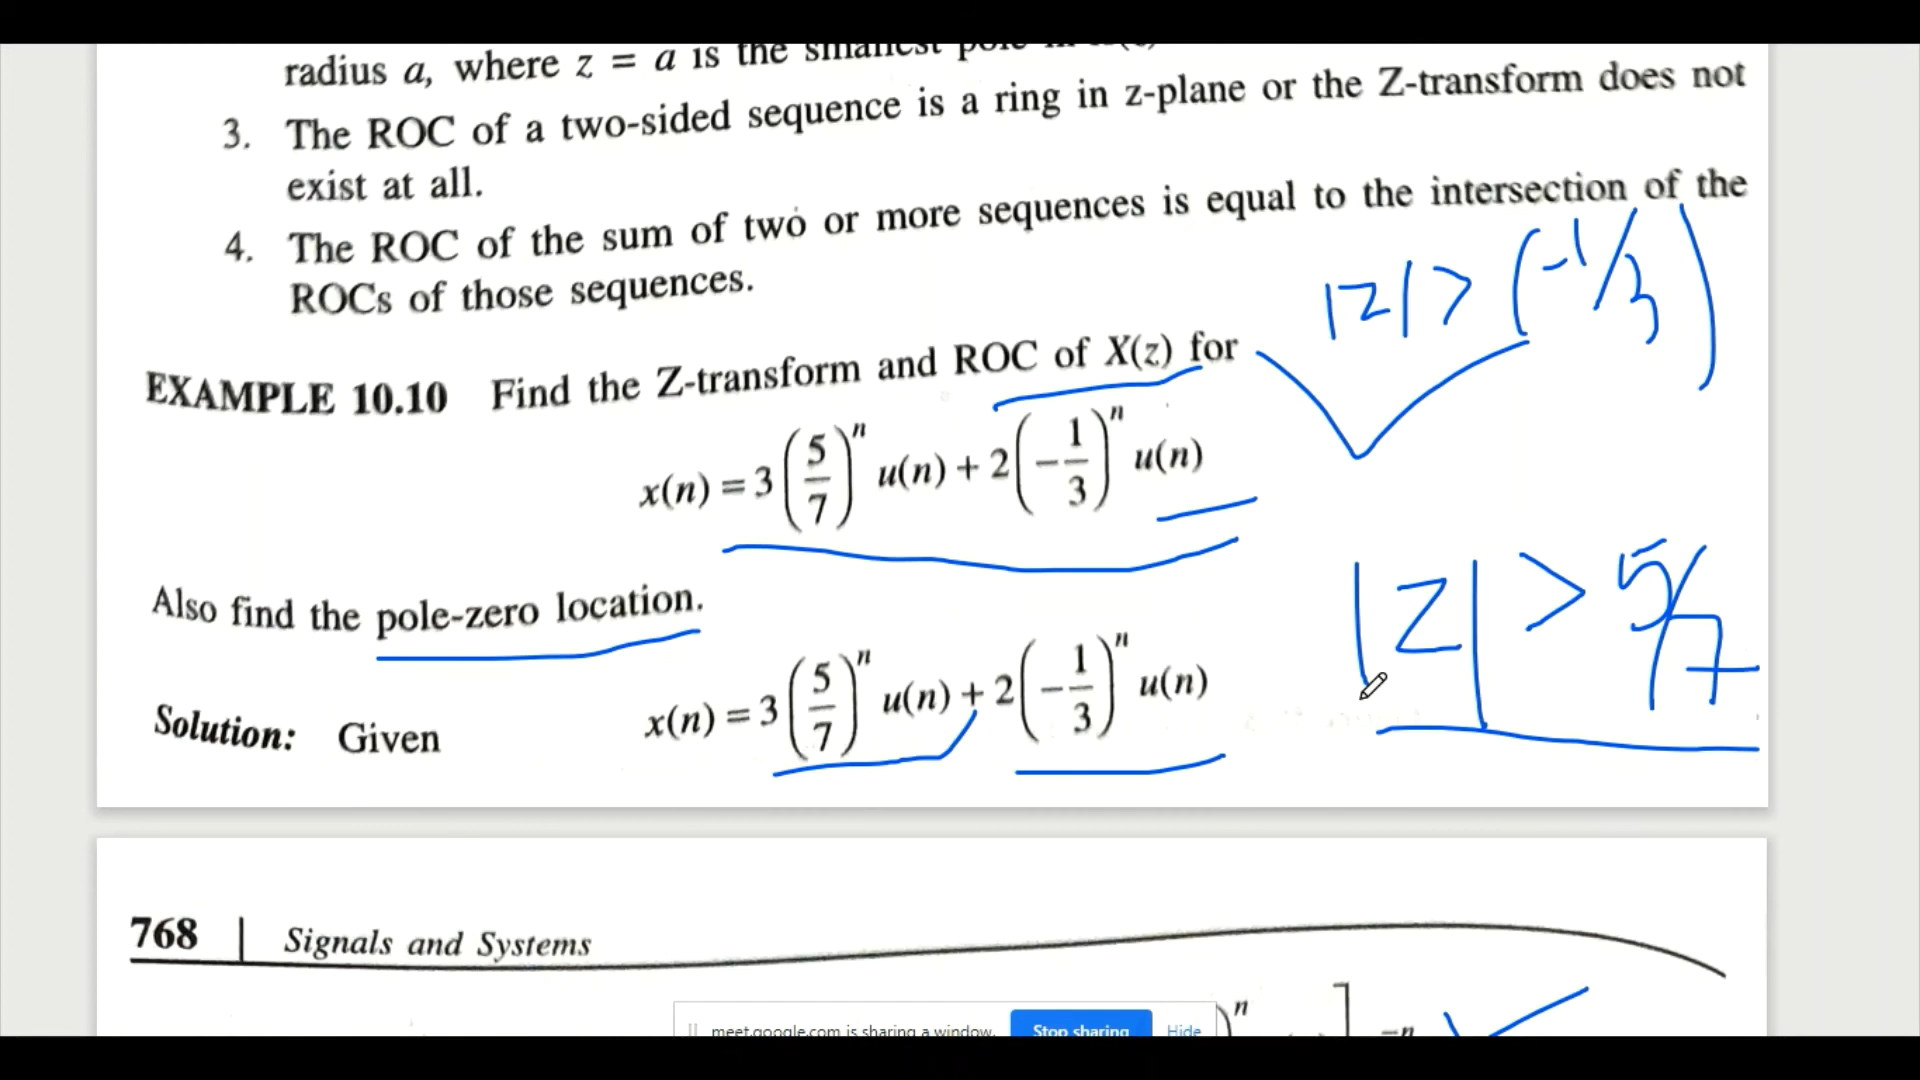 radius a, where z = a is the smallest
3. The ROC of a two-sided sequence is a ring in z-plane or the Z-transform does not
exist at all.
4. The ROC of the sum of two or more sequences is equal to the intersection of the
ROCs of those sequences.
|z| > (-1/3)
EXAMPLE 10.10 Find the Z-transform and ROC of X(z) for
x(n) = 3 (5/7)^n u(n) + 2 (-1/3)^n u(n)
|z| > 5/7
Also find the pole-zero location.
Solution: Given x(n) = 3 (5/7)^n u(n) + 2 (-1/3)^n u(n)
768 | Signals and Systems
n ] -n
meet.google.com is sharing a window. Stop sharing Hide